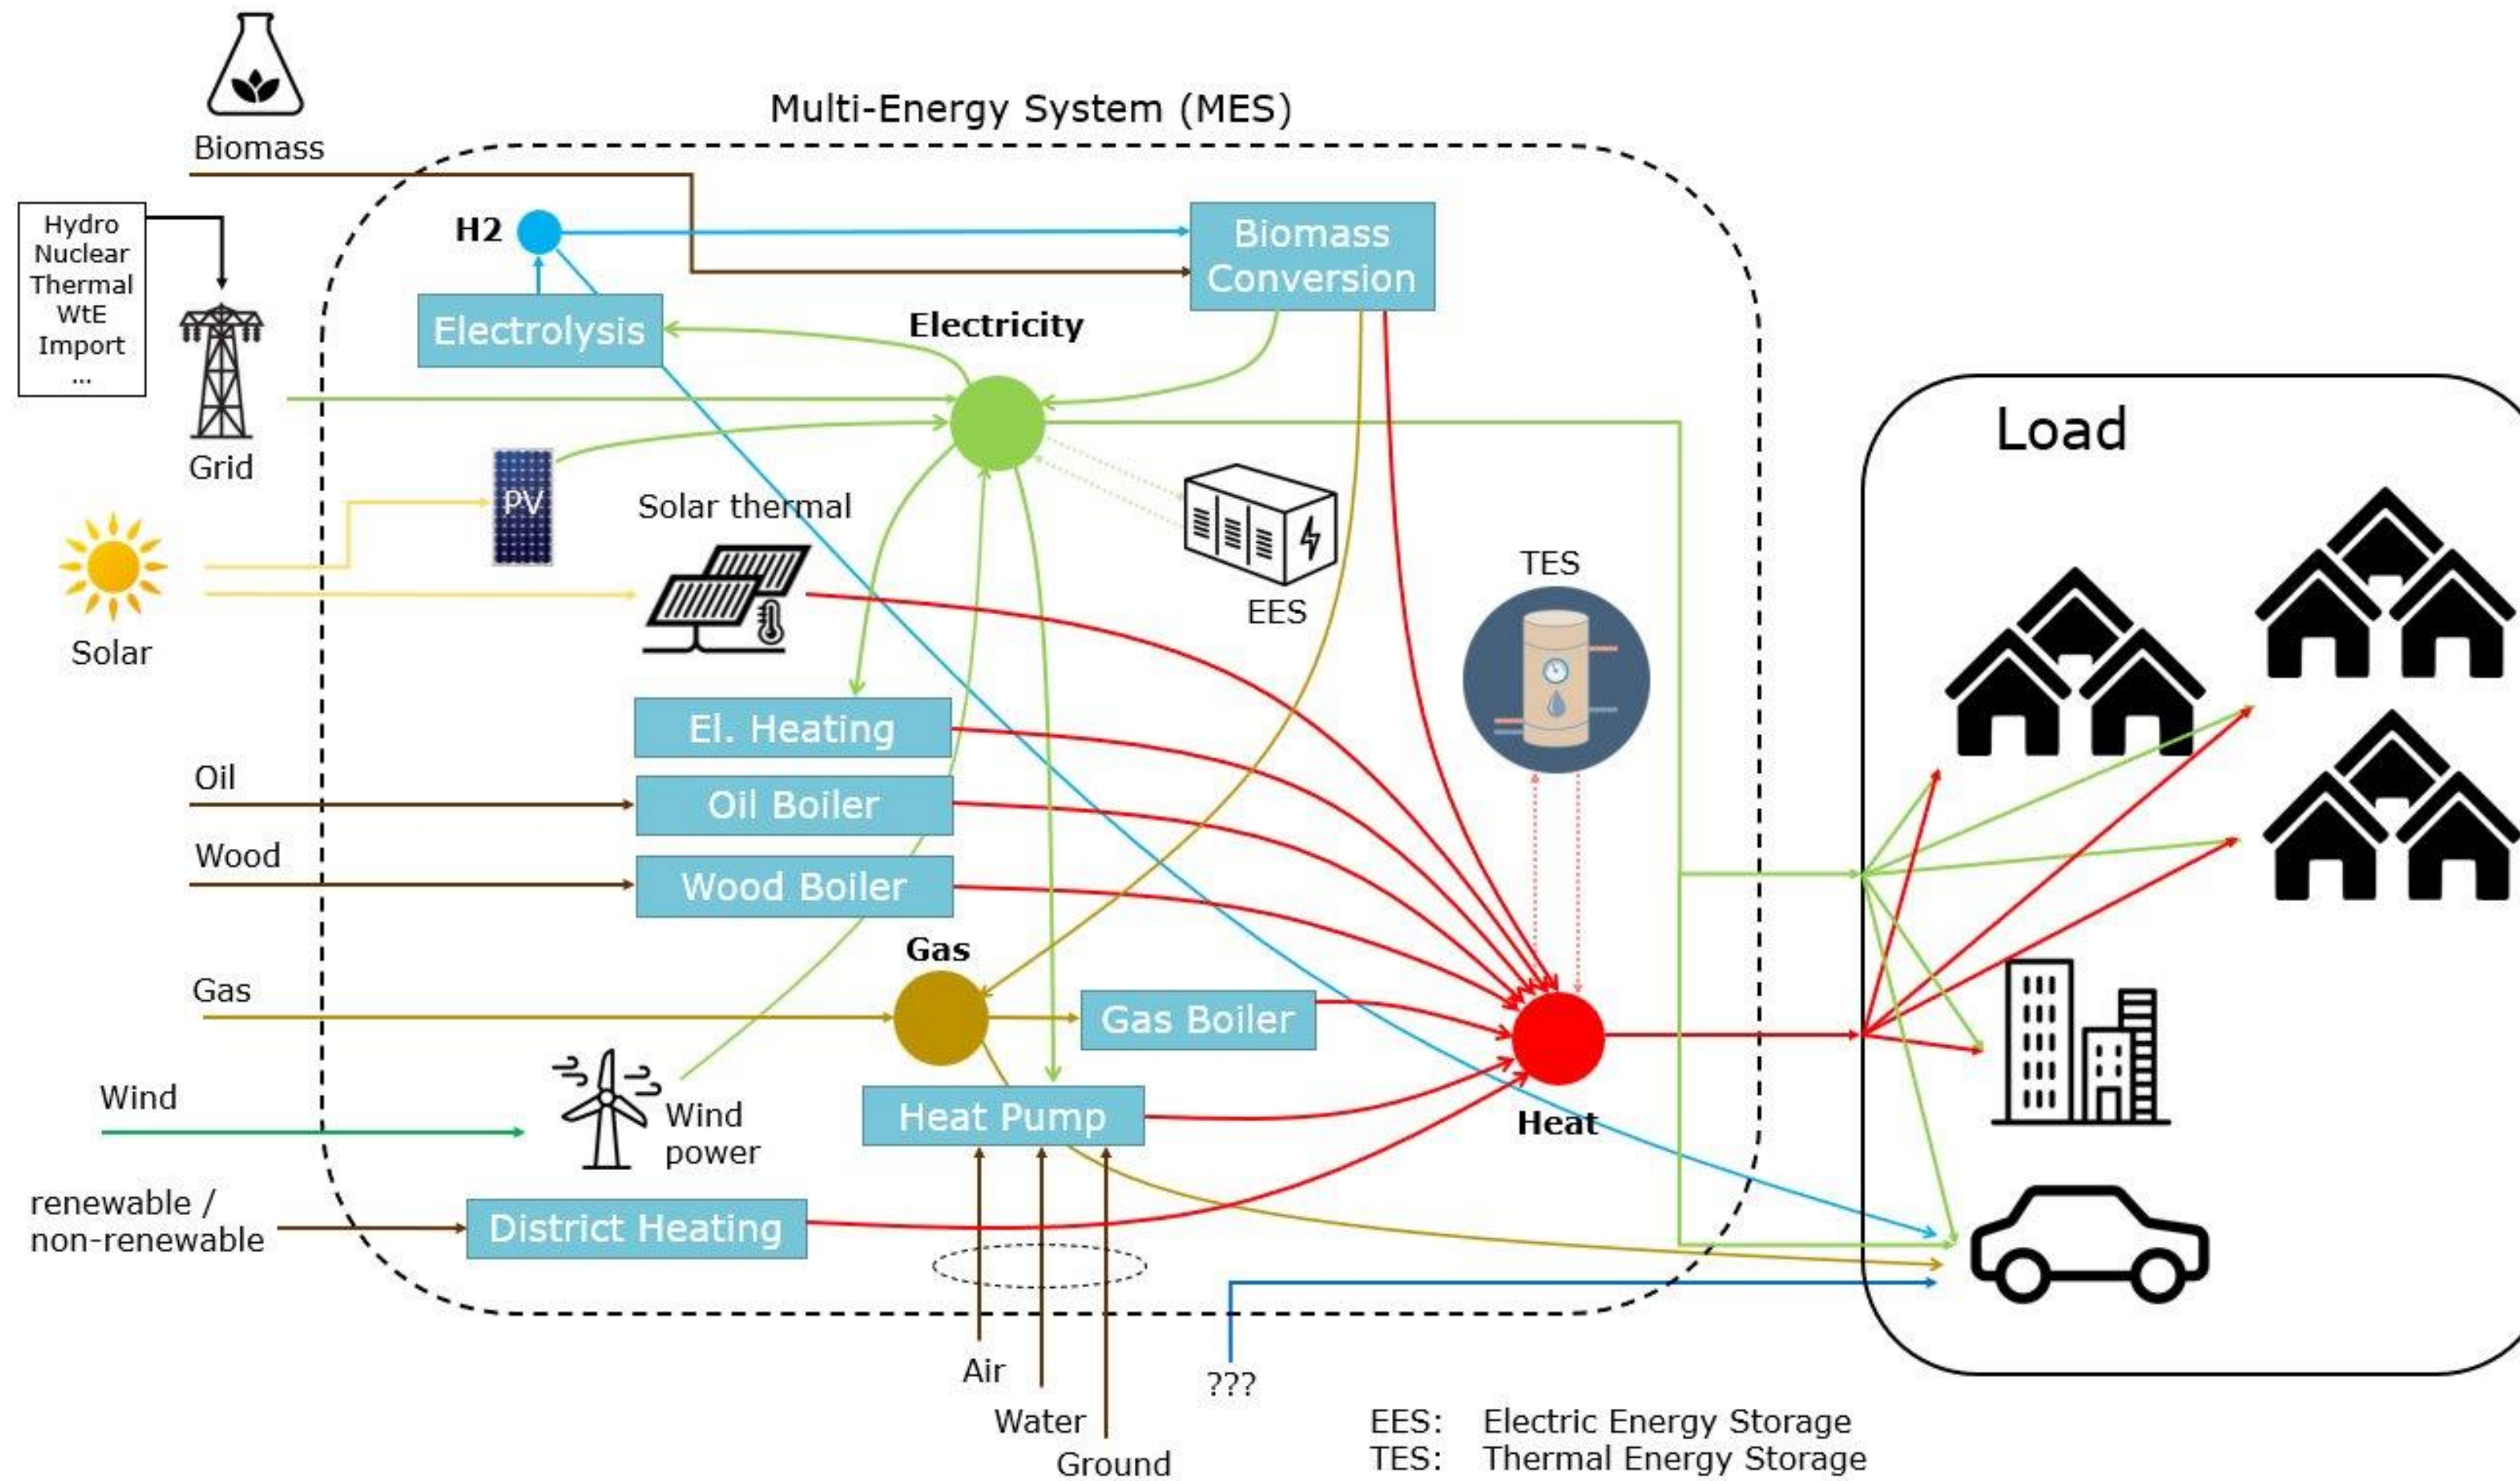 Multi-Energy System (MES)
Biomass
Hydro
Nuclear
Thermal
WtE
Import
...
H2
Biomass
Conversion
Electrolysis
Electricity
Load
Grid
PV
Solar thermal
TES
EES
Solar
El. Heating
Oil
Oil Boiler
Wood
Wood Boiler
Gas
Gas
Gas Boiler
Wind
Wind
power
Heat Pump
Heat
renewable /
non-renewable
District Heating
Air
???
Water
Ground
EES: Electric Energy Storage
TES: Thermal Energy Storage